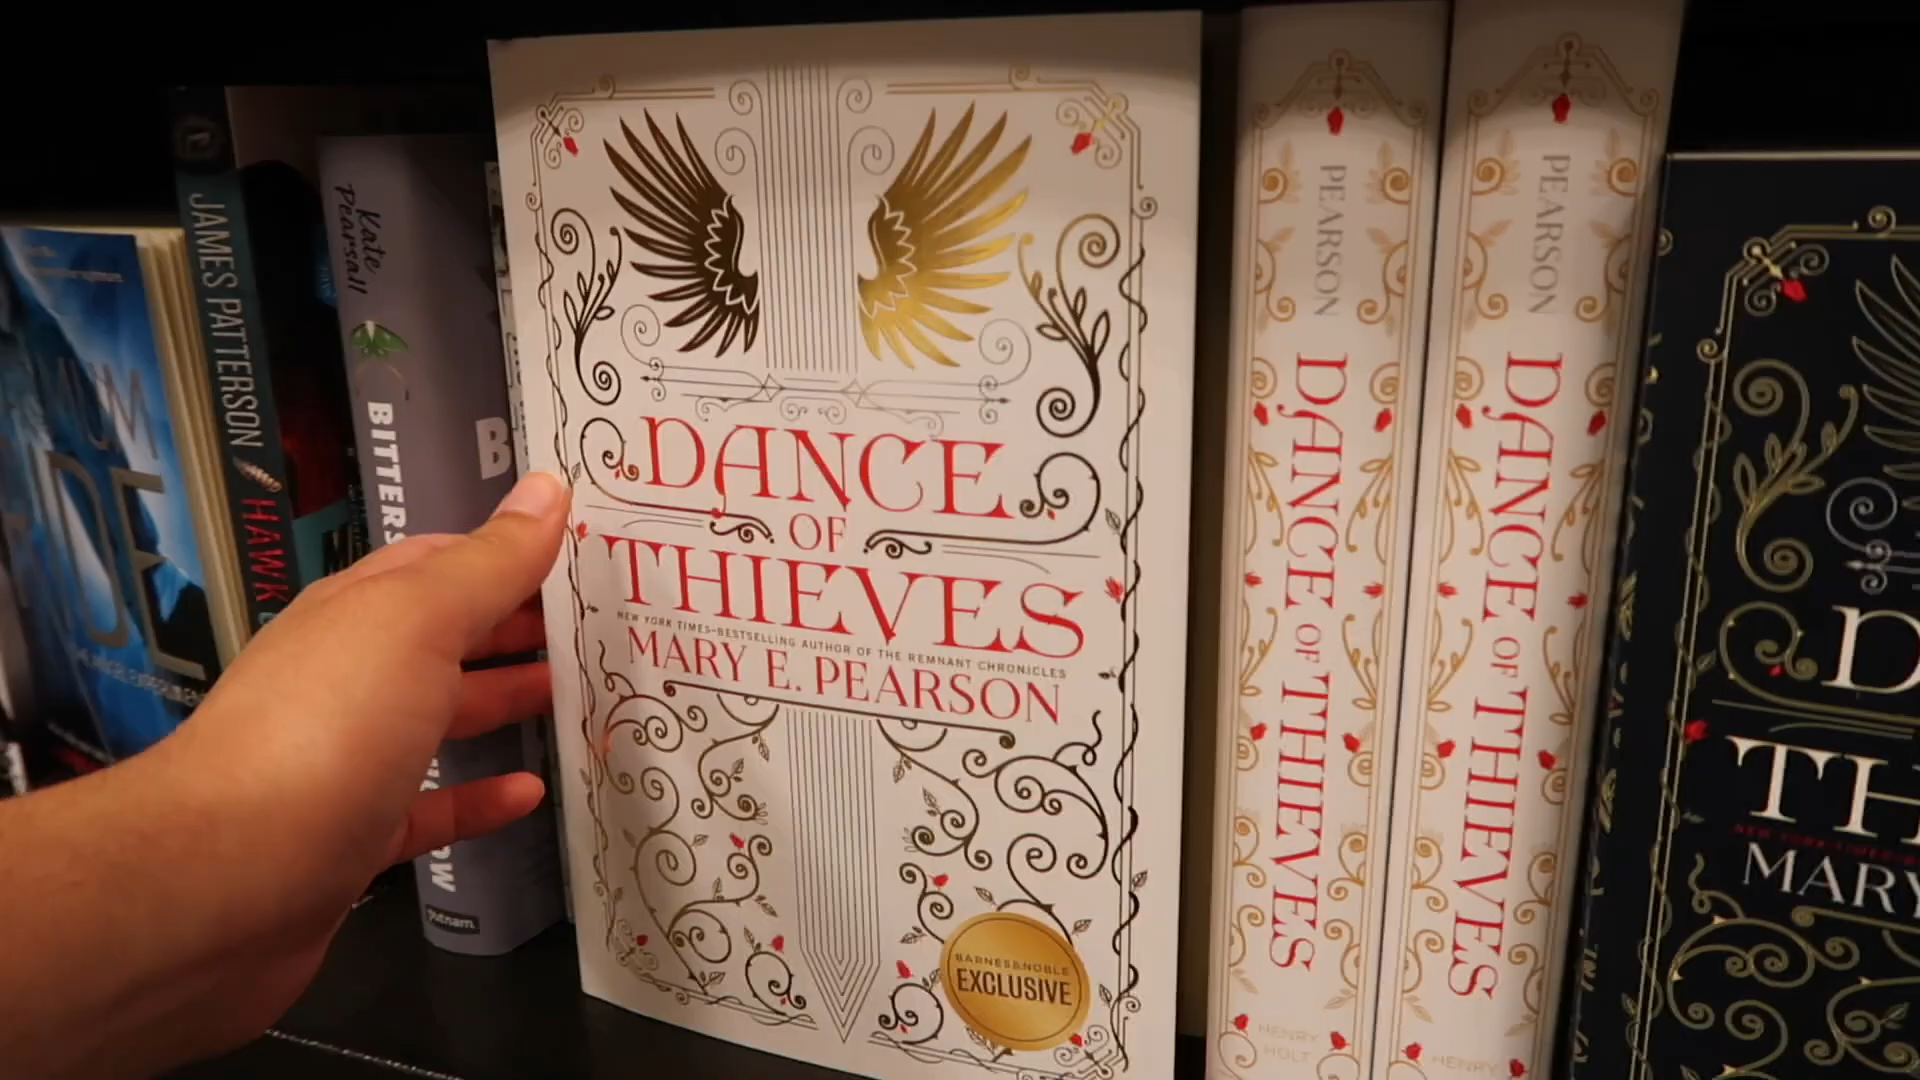 JAMES PATTERSON
HAWK
Kate
Pearsall
BITTERS
Putnam
B
DANCE
OF
THIEVES
NEW YORK TIMES–BESTSELLING AUTHOR OF THE REMNANT CHRONICLES
MARY E. PEARSON
BARNES&NOBLE
EXCLUSIVE
PEARSON
DANCE OF THIEVES
HENRY
HOLT
PEARSON
DANCE OF THIEVES
HENRY
D
TH
MARY